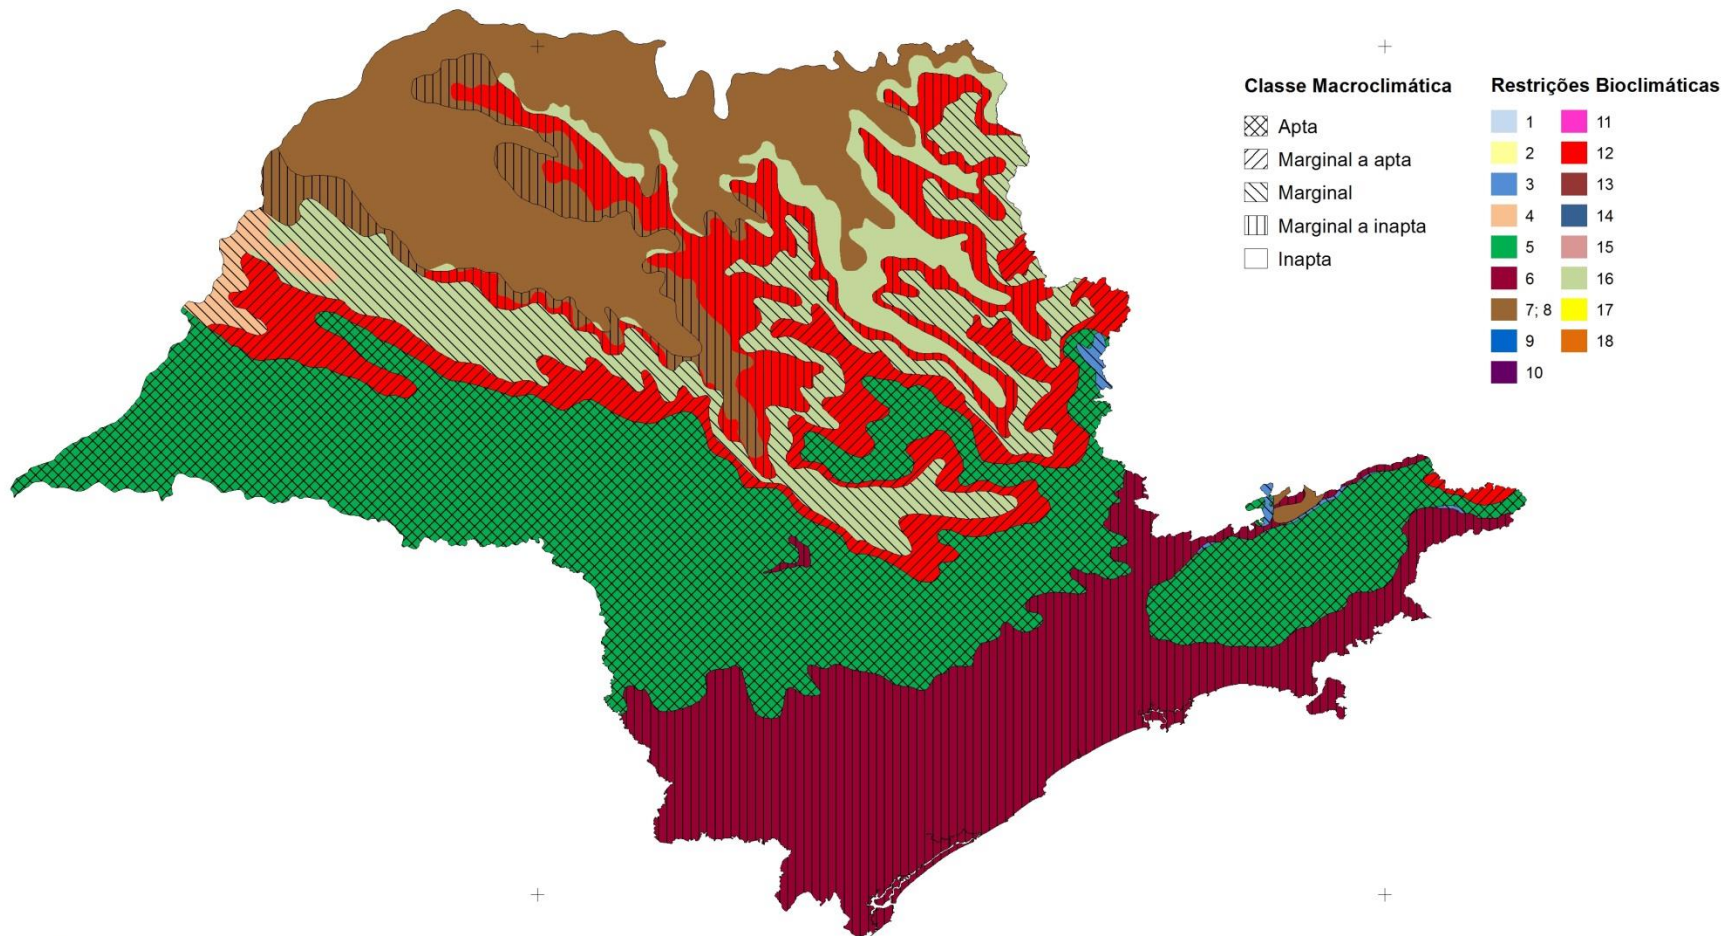 Classe Macroclimática
Apta
Marginal a apta
Marginal
Marginal a inapta
Inapta
Restrições Bioclimáticas
1
2
3
4
5
6
7; 8
9
10
11
12
13
14
15
16
17
18